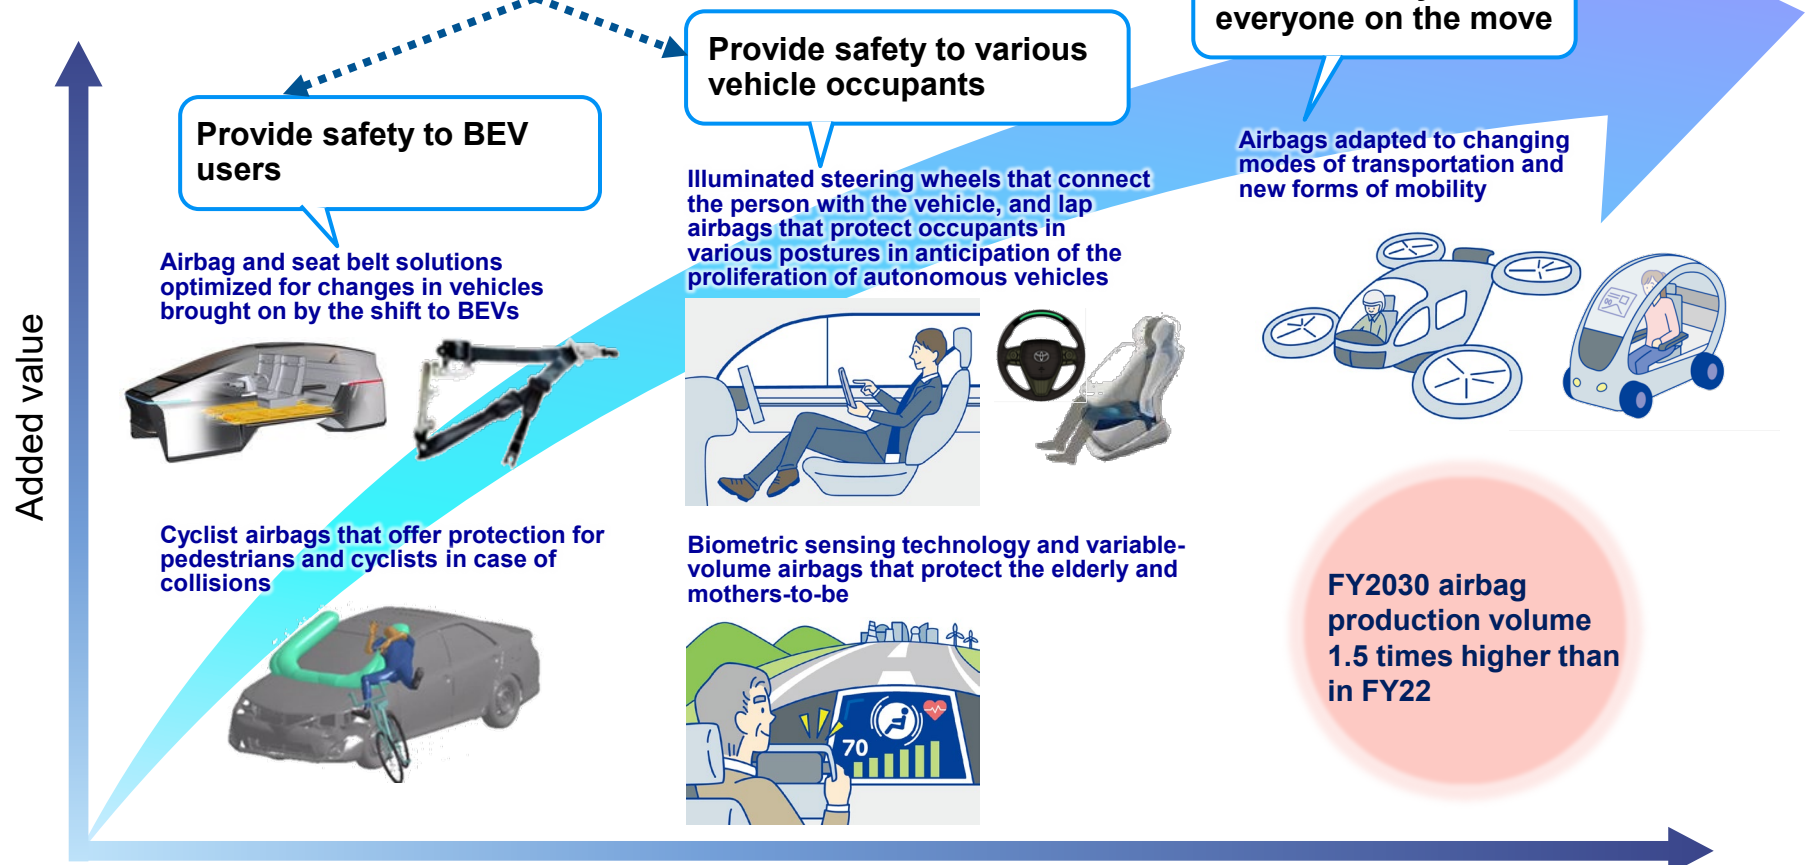 everyone on the move
Provide safety to various
vehicle occupants
Provide safety to BEV
users
Airbags adapted to changing
modes of transportation and
new forms of mobility
Illuminated steering wheels that connect
the person with the vehicle, and lap
airbags that protect occupants in
various postures in anticipation of the
proliferation of autonomous vehicles
Airbag and seat belt solutions
optimized for changes in vehicles
brought on by the shift to BEVs
Added value
Cyclist airbags that offer protection for
pedestrians and cyclists in case of
collisions
Biometric sensing technology and variable-
volume airbags that protect the elderly and
mothers-to-be
70
FY2030 airbag
production volume
1.5 times higher than
in FY22